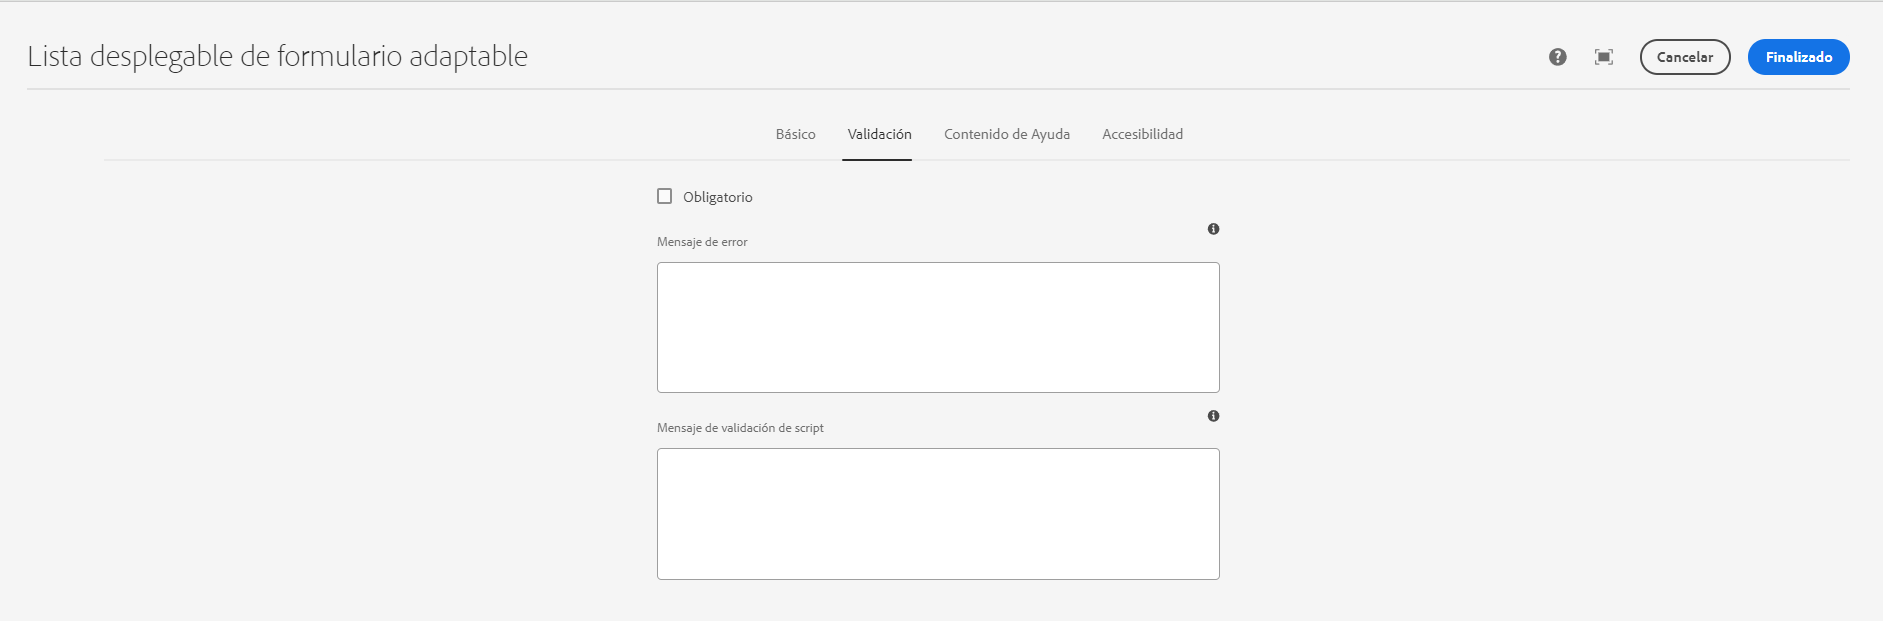 Lista desplegable de formulario adaptable
Cancelar
Finalizado
Básico Validación Contenido de Ayuda Accesibilidad
Obligatorio
Mensaje de error
Mensaje de validación de script